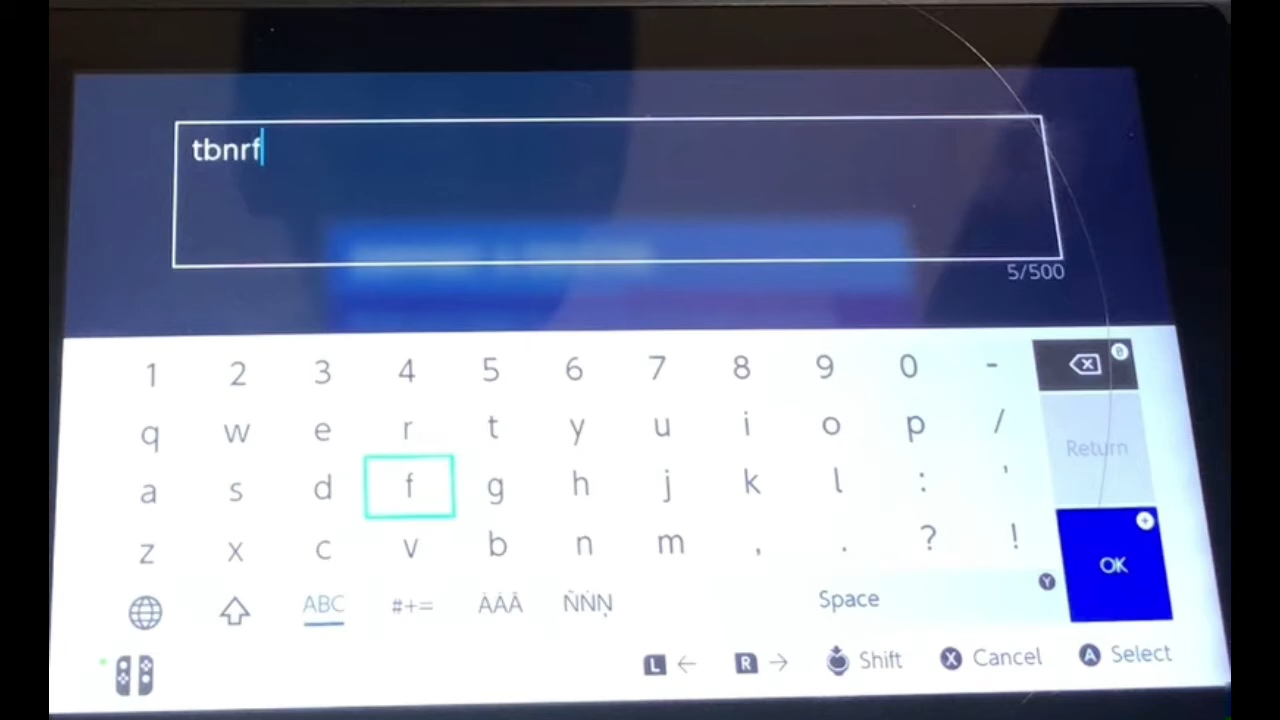 tbnrf
5/500
1 2 3 4 5 6 7 8 9 0 -
q w e r t y u i o p /
Return
a s d f g h j k l : '
z x c v b n m , . ? !
OK
ABC #+= ÀÁÂ ÑŃṆ Space Y
L ← R → Shift X Cancel A Select